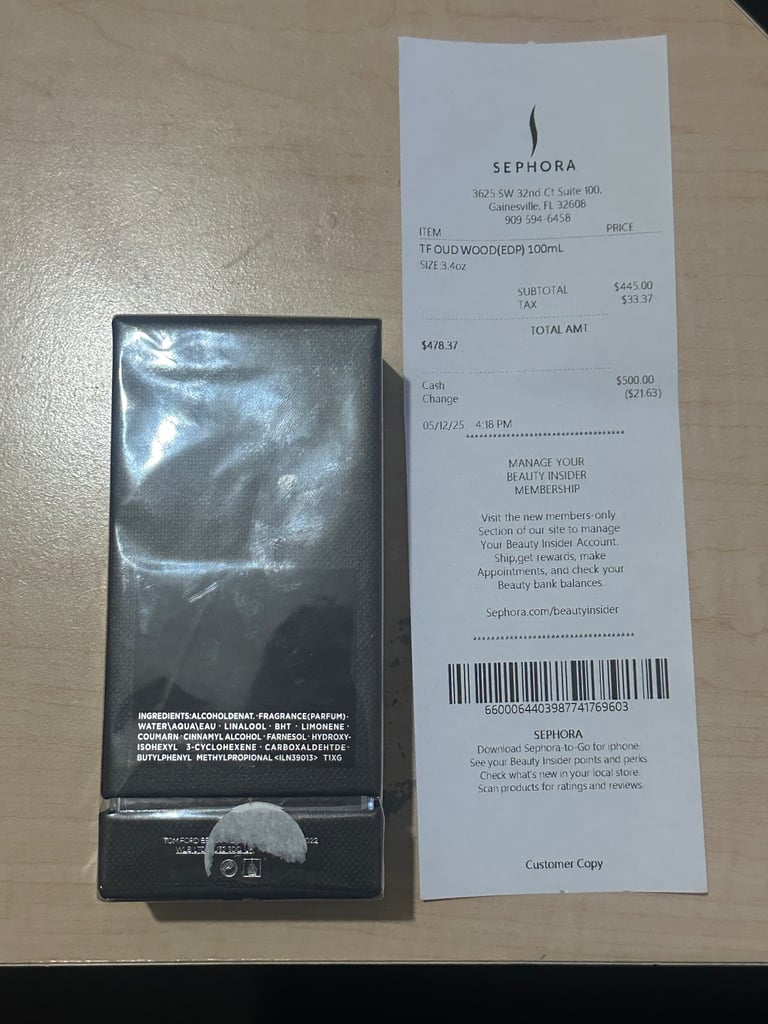 SEPHORA
3625 SW 32nd Ct Suite 100,
Gainesville, FL 32608
909 594-6458
ITEM PRICE
TF OUD WOOD(EDP) 100mL
SIZE 3.4oz
SUBTOTAL $445.00
TAX $33.37
TOTAL AMT
$478.37
Cash $500.00
Change ($21.63)
05/12/25 4:18 PM
MANAGE YOUR
BEAUTY INSIDER
MEMBERSHIP
Visit the new members-only
Section of our site to manage
Your Beauty Insider Account.
Ship,get rewards, make
Appointments, and check your
Beauty bank balances.
Sephora.com/beautyinsider
6600064403987741769603
SEPHORA
Download Sephora-to-Go for iphone
See your Beauty Insider points and perks
Check what's new in your local store.
Scan products for ratings and reviews
Customer Copy
INGREDIENTS:ALCOHOLDENAT.·FRAGRANCE(PARFUM)·
WATER\AQUA\EAU · LINALOOL · BHT · LIMONENE ·
COUMARN · CINNAMYL ALCOHOL · FARNESOL · HYDROXY-
ISOHEXYL 3-CYCLOHEXENE · CARBOXALDEHTDE ·
BUTYLPHENYL METHYLPROPIONAL <ILN39013> T1XG
TOM FORD